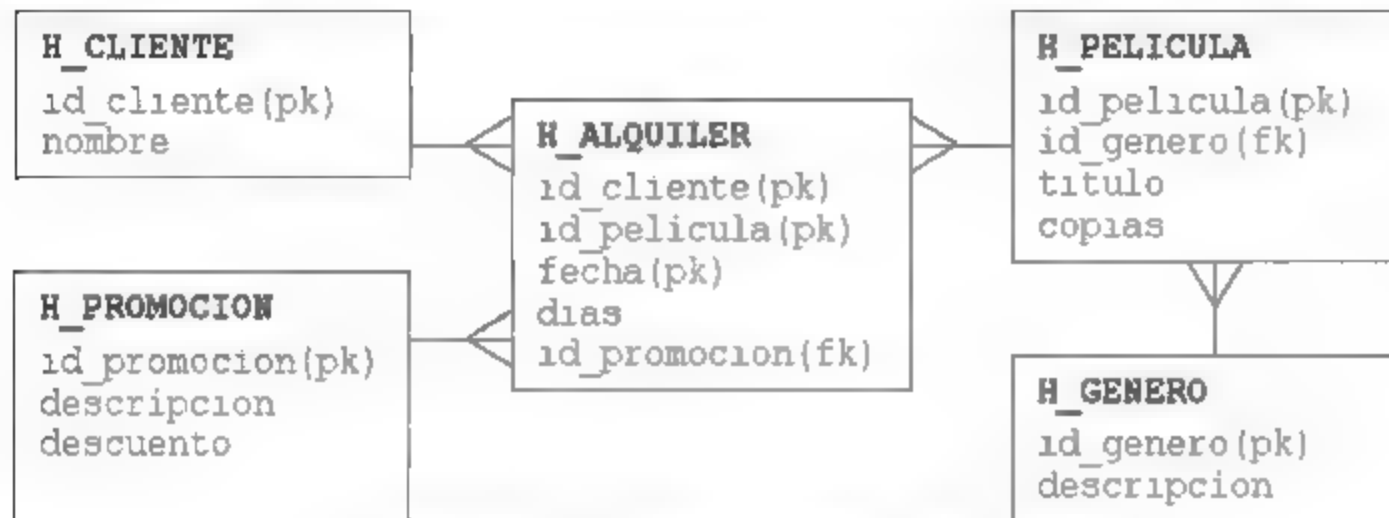 H_CLIENTE
id_cliente(pk)
nombre
H_PROMOCION
id_promocion(pk)
descripcion
descuento
H_ALQUILER
id_cliente(pk)
id_pelicula(pk)
fecha(pk)
dias
id_promocion(fk)
H_PELICULA
id_pelicula(pk)
id_genero(fk)
titulo
copias
H_GENERO
id_genero(pk)
descripcion